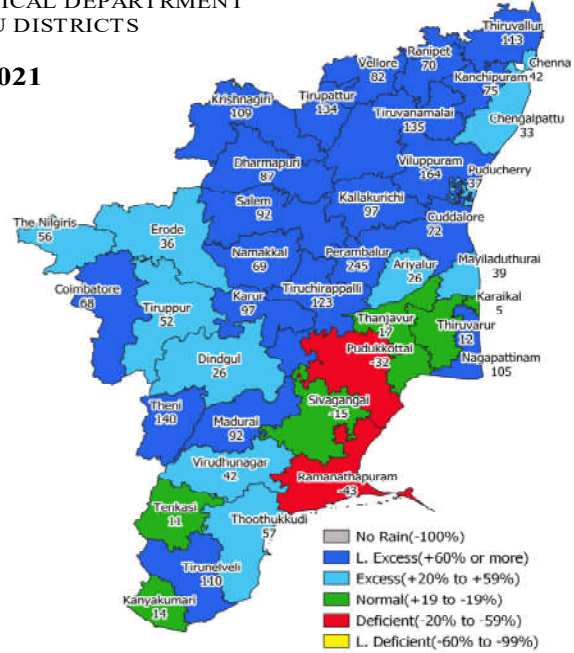 ICAL DEPARTRMENT
U DISTRICTS
021
Thiruvallur
113
Ranipet
70
Vellore
82
Chenna
42
Kanchipuram
75
Tirupattur
134
Krishnagiri
109
Tiruvanamalai
135
Chengalpattu
33
Dharmapuri
87
Viluppuram
164
Puducherry
37
Salem
92
Kallakurichi
97
Cuddalore
72
The Nilgiris
56
Erode
36
Namakkal
69
Perambalur
245
Ariyalur
26
Mayiladuthurai
39
Coimbatore
68
Tiruppur
52
Karur
97
Tiruchirappalli
123
Karaikal
5
Thanjavur
17
Thiruvarur
12
Nagapattinam
105
Pudukkottai
-32
Dindgul
26
Sivagangai
-15
Theni
140
Madurai
92
Virudhunagar
42
Ramanathapuram
-43
Tenkasi
11
Thoothukkudi
57
Tirunelveli
110
Kanyakumari
14
No Rain(-100%)
L. Excess(+60% or more)
Excess(+20% to +59%)
Normal(+19 to -19%)
Deficient(-20% to -59%)
L. Deficient(-60% to -99%)